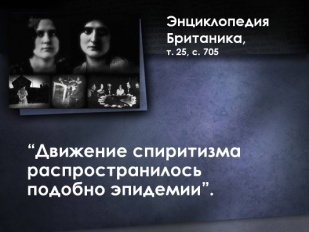 Энциклопедия
Британика,
т. 25, с. 705
“Движение спиритизма
распространилось
подобно эпидемии”.